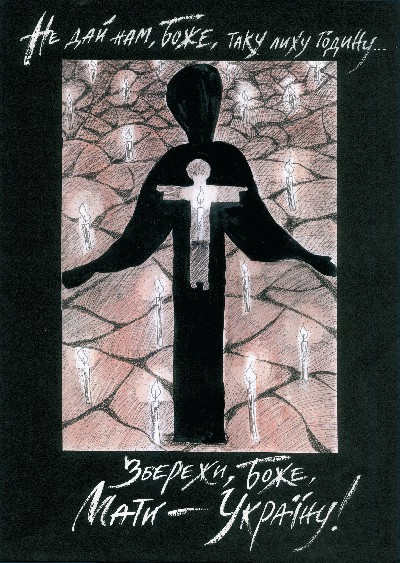 Не дай нам, Боже, таку лиху годину...
Збережи, Боже,
Мати — Україну!